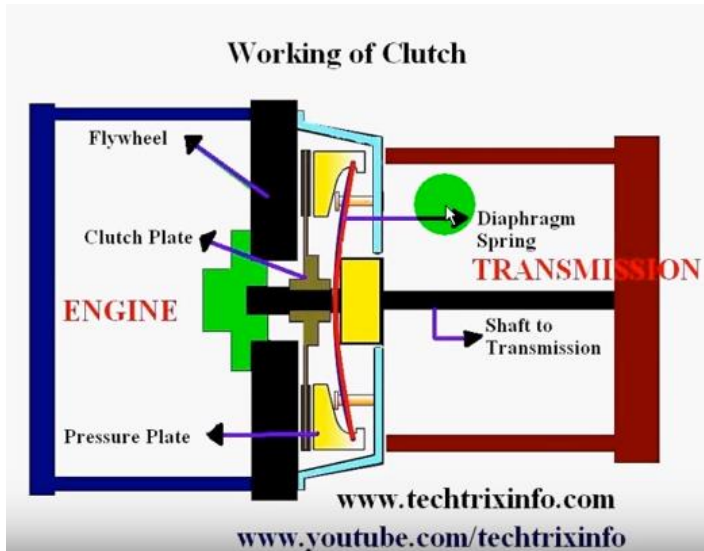 Working of Clutch
Flywheel
Clutch Plate
Diaphragm
Spring
TRANSMISSION
ENGINE
Shaft to
Transmission
Pressure Plate
www.techtrixinfo.com
www.youtube.com/techtrixinfo